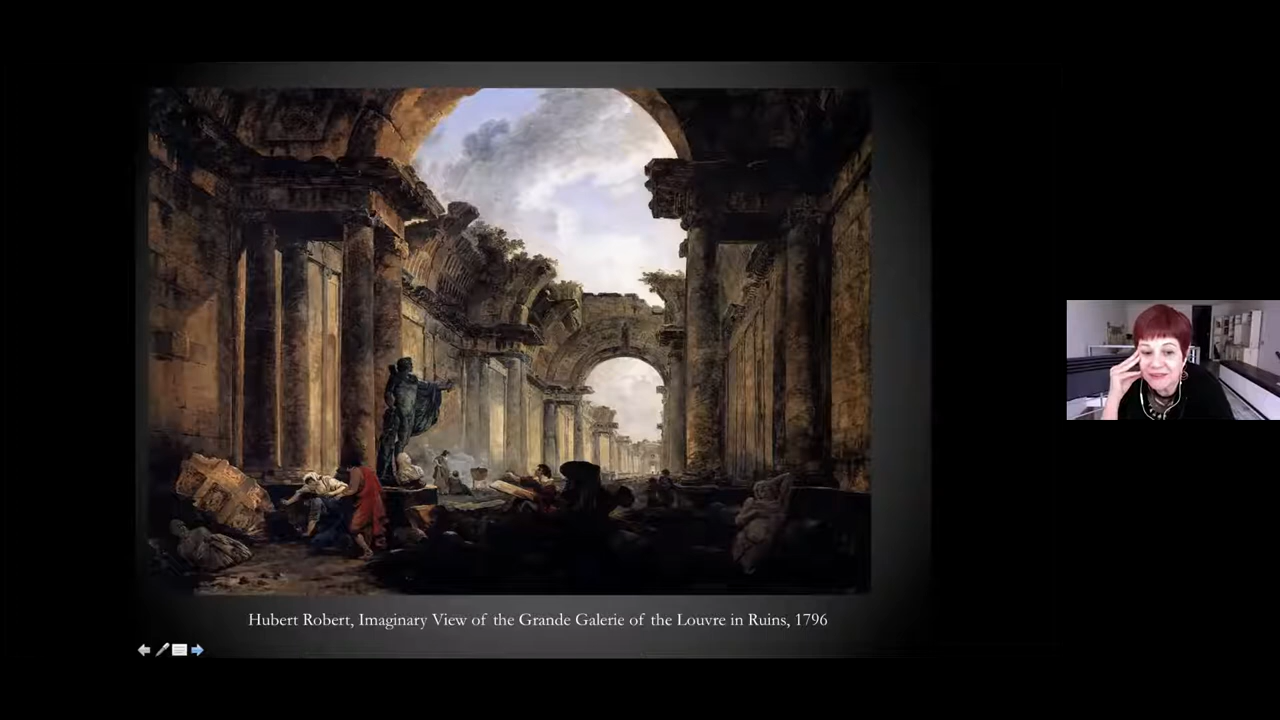 Hubert Robert, Imaginary View of the Grande Galerie of the Louvre in Ruins, 1796